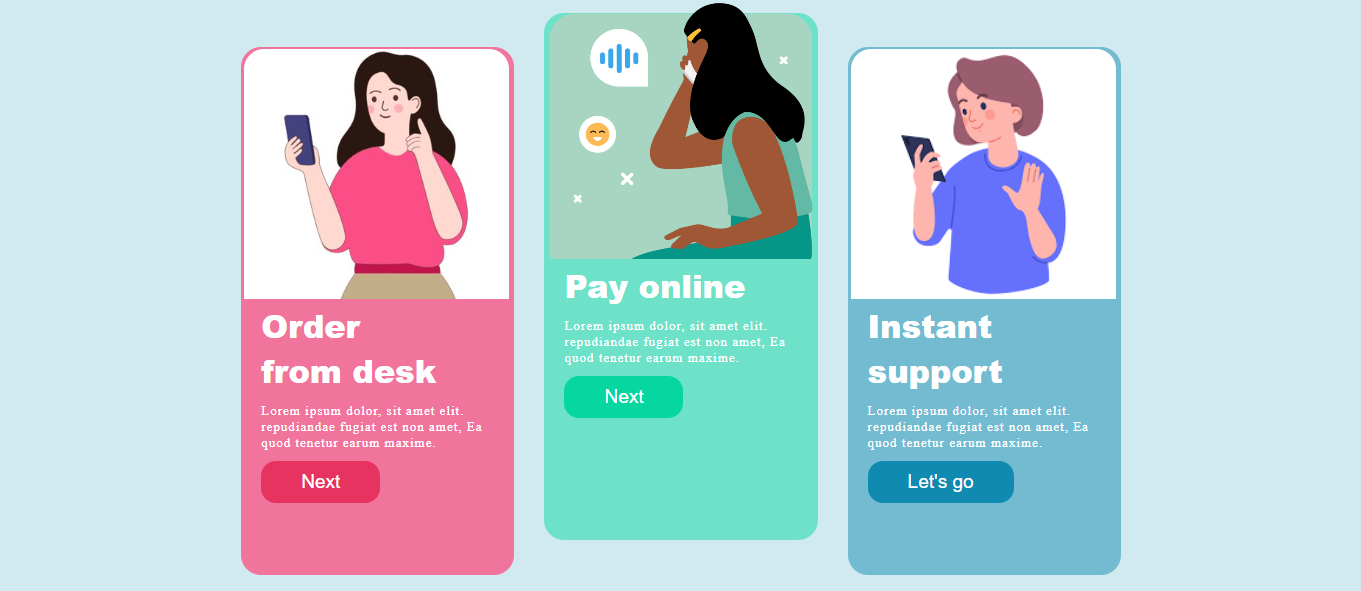 Order
from desk
Lorem ipsum dolor, sit amet elit.
repudiandae fugiat est non amet, Ea
quod tenetur earum maxime.
Next
Pay online
Lorem ipsum dolor, sit amet elit.
repudiandae fugiat est non amet, Ea
quod tenetur earum maxime.
Next
Instant
support
Lorem ipsum dolor, sit amet elit.
repudiandae fugiat est non amet, Ea
quod tenetur earum maxime.
Let's go